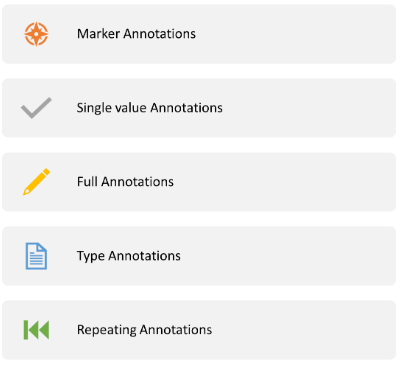 Marker Annotations
Single value Annotations
Full Annotations
Type Annotations
Repeating Annotations